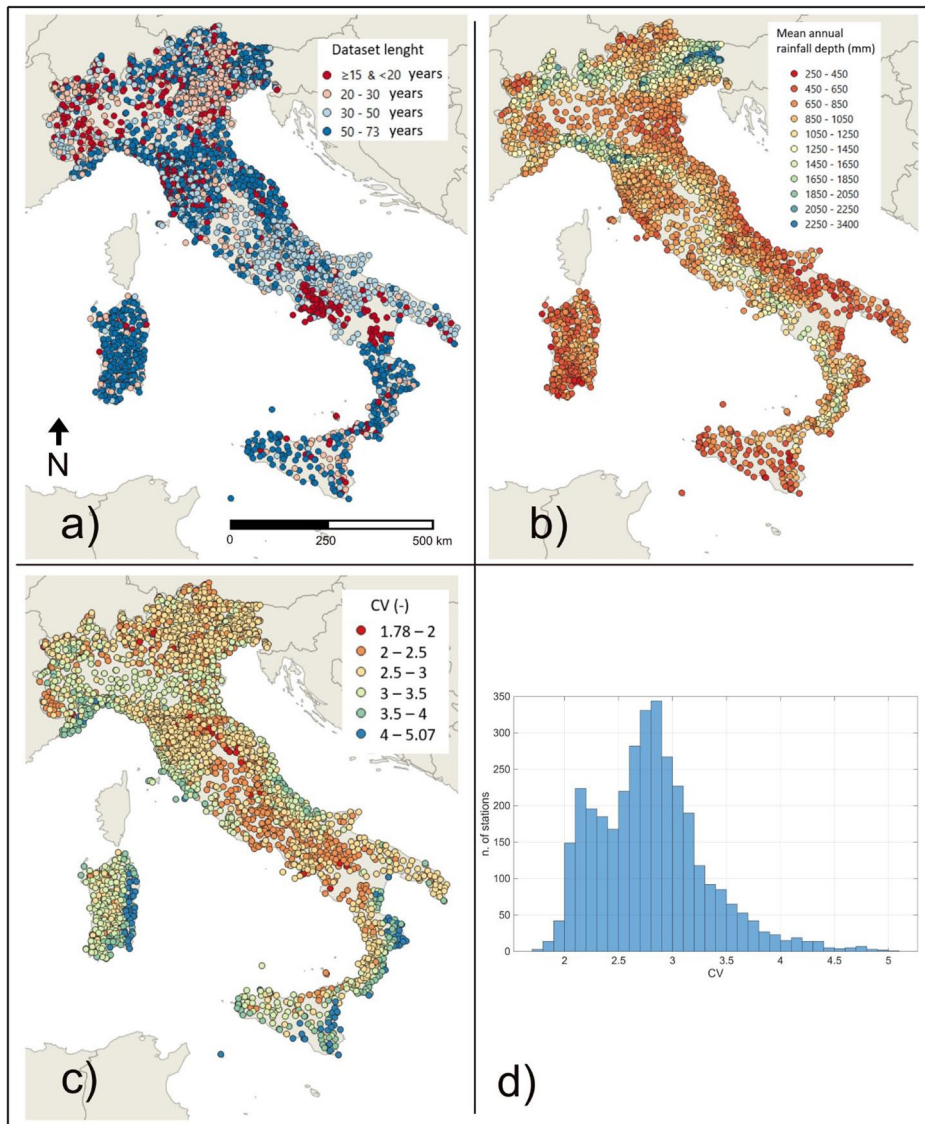 Dataset lenght
≥15 & <20 years
20 - 30 years
30 - 50 years
50 - 73 years
N
a)
0 250 500 km
Mean annual
rainfall depth (mm)
250 - 450
450 - 650
650 - 850
850 - 1050
1050 - 1250
1250 - 1450
1450 - 1650
1650 - 1850
1850 - 2050
2050 - 2250
2250 - 3400
b)
CV (-)
1.78 – 2
2 – 2.5
2.5 – 3
3 – 3.5
3.5 – 4
4 – 5.07
c)
350
300
250
200
150
100
50
0
n. of stations
2 2.5 3 3.5 4 4.5 5
CV
d)